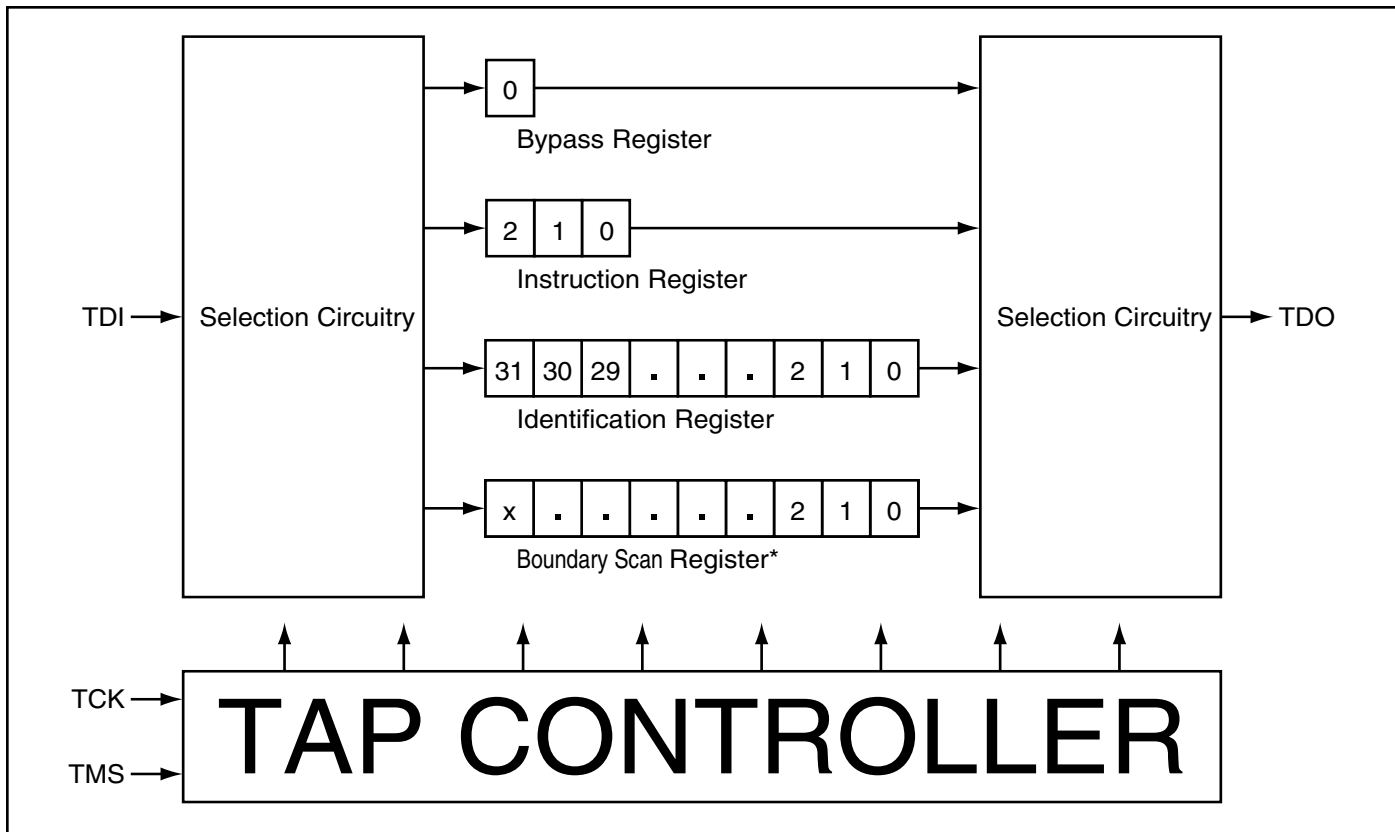 0
Bypass Register
2 1 0
Instruction Register
TDI
Selection Circuitry
Selection Circuitry
TDO
31 30 29 . . . 2 1 0
Identification Register
x . . . . . 2 1 0
Boundary Scan Register*
TCK
TMS
TAP CONTROLLER